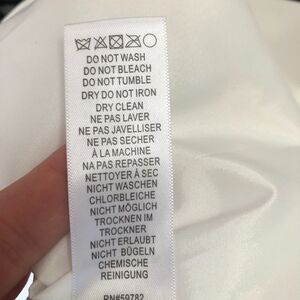 DO NOT WASH
DO NOT BLEACH
DO NOT TUMBLE
DRY DO NOT IRON
DRY CLEAN
NE PAS LAVER
NE PAS JAVELLISER
NE PAS SECHER
À LA MACHINE
NA PAS REPASSER
NETTOYER À SEC
NICHT WASCHEN
CHLORBLEICHE
NICHT MÖGLICH
TROCKNEN IM
TROCKNER
NICHT ERLAUBT
NICHT BÜGELN
CHEMISCHE
REINIGUNG
RN#59782